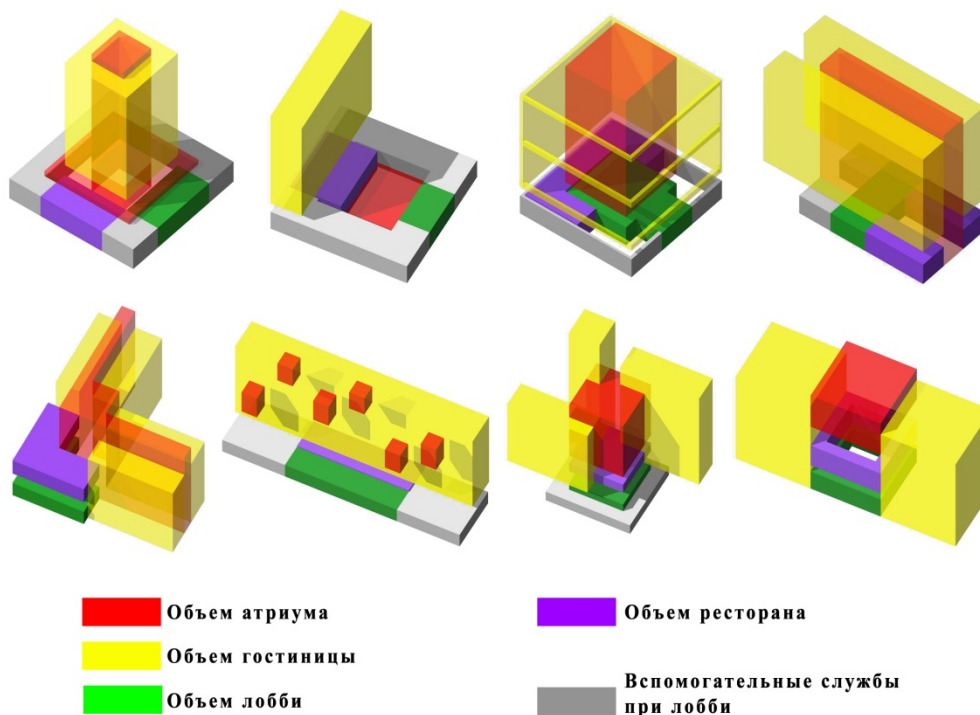 Объем атриума
Объем ресторана
Объем гостиницы
Вспомогательные службы
при лобби
Объем лобби